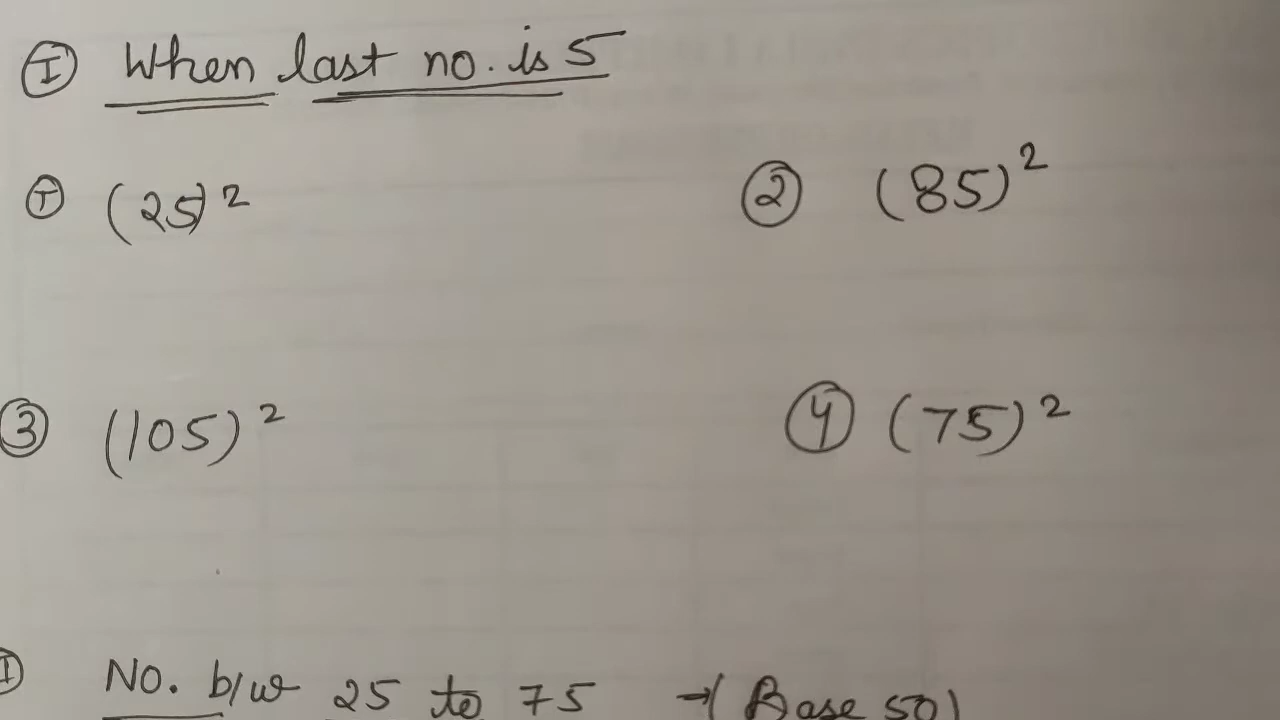 I When last no. is 5
1 (25)²
2 (85)²
3 (105)²
4 (75)²
No. b/w 25 to 75 → (Base 50)